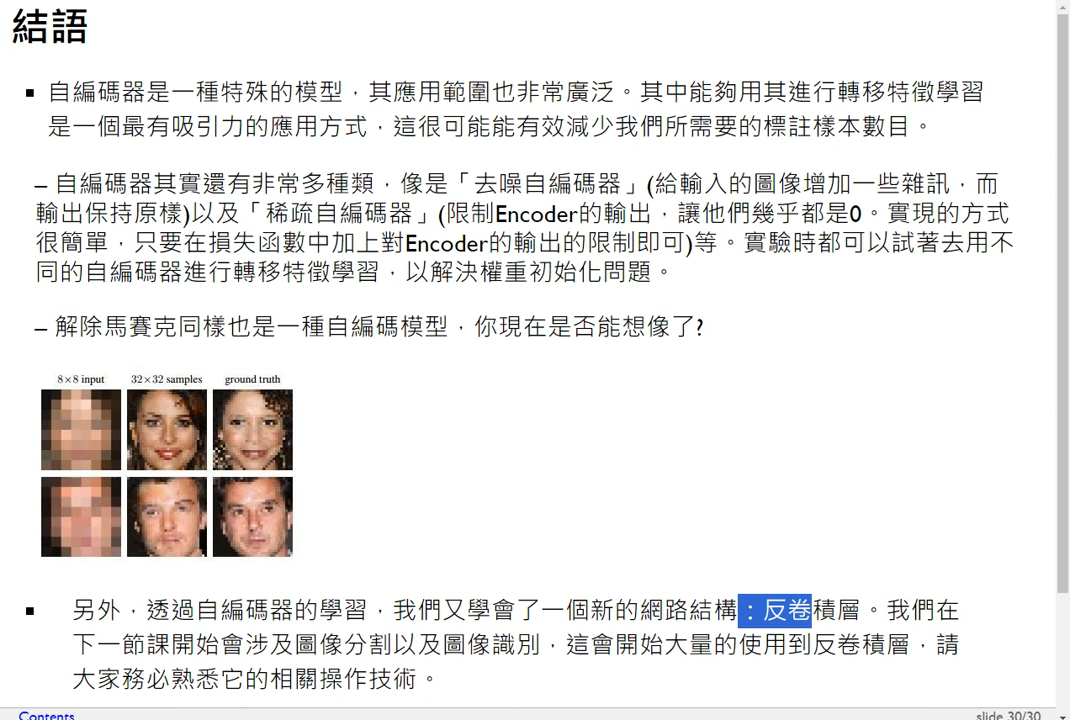 結語
▪ 自編碼器是一種特殊的模型，其應用範圍也非常廣泛。其中能夠用其進行轉移特徵學習
是一個最有吸引力的應用方式，這很可能能有效減少我們所需要的標註樣本數目。
– 自編碼器其實還有非常多種類，像是「去噪自編碼器」(給輸入的圖像增加一些雜訊，而
輸出保持原樣)以及「稀疏自編碼器」(限制Encoder的輸出，讓他們幾乎都是0。實現的方式
很簡單，只要在損失函數中加上對Encoder的輸出的限制即可)等。實驗時都可以試著去用不
同的自編碼器進行轉移特徵學習，以解決權重初始化問題。
– 解除馬賽克同樣也是一種自編碼模型，你現在是否能想像了?
8×8 input 32×32 samples ground truth
▪ 另外，透過自編碼器的學習，我們又學會了一個新的網路結構：反卷積層。我們在
下一節課開始會涉及圖像分割以及圖像識別，這會開始大量的使用到反卷積層，請
大家務必熟悉它的相關操作技術。
Contents slide 30/30